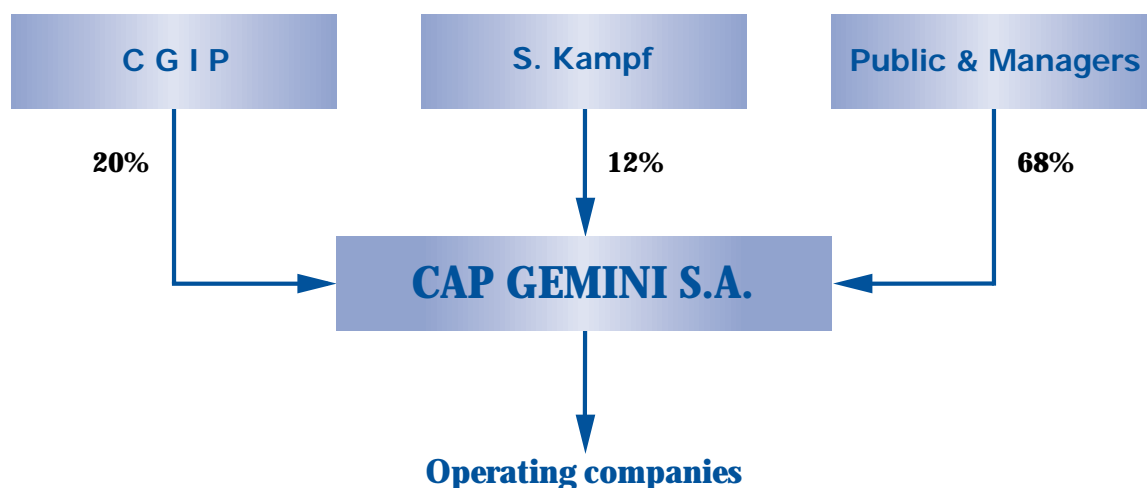 C G I P
S. Kampf
Public & Managers
20%
12%
68%
CAP GEMINI S.A.
Operating companies